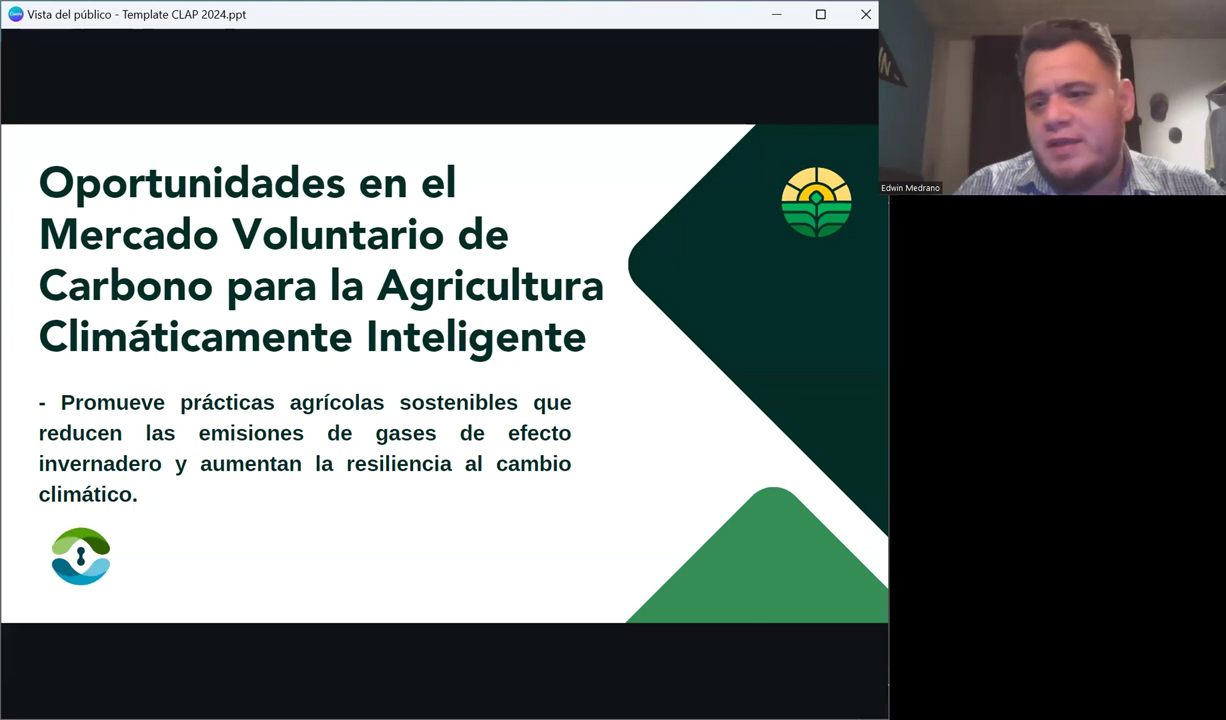 Vista del público - Template CLAP 2024.ppt
Edwin Medrano
Oportunidades en el
Mercado Voluntario de
Carbono para la Agricultura
Climáticamente Inteligente
- Promueve prácticas agrícolas sostenibles que
reducen las emisiones de gases de efecto
invernadero y aumentan la resiliencia al cambio
climático.